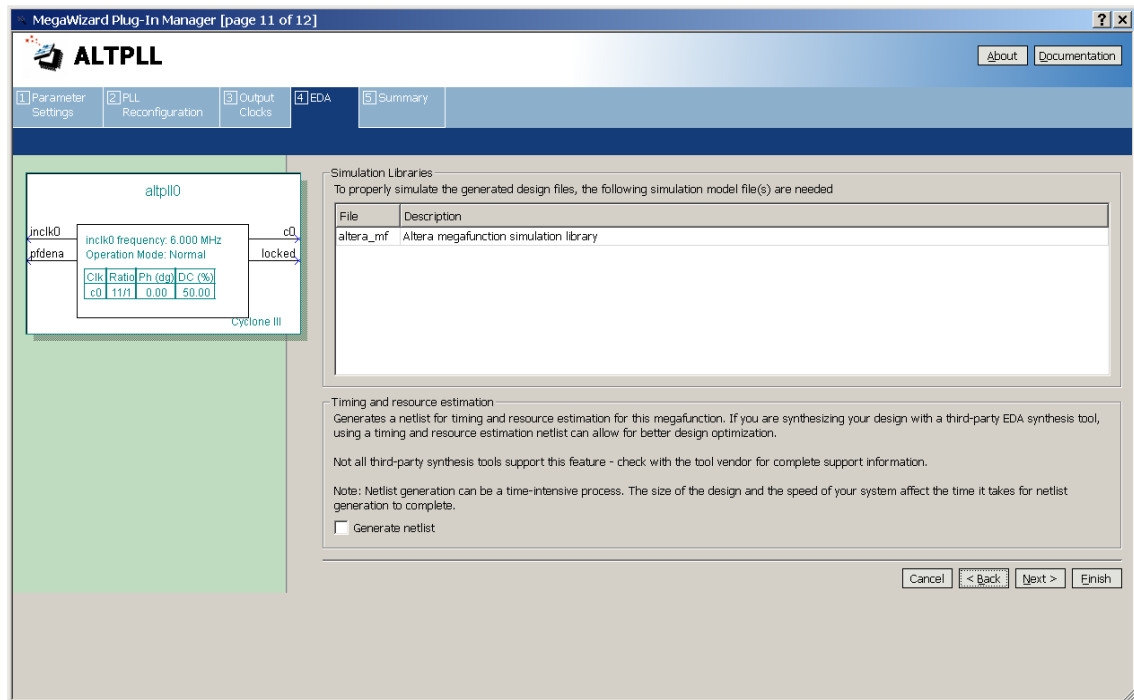 MegaWizard Plug-In Manager [page 11 of 12]
? x
ALTPLL
About Documentation
1 Parameter Settings
2 PLL Reconfiguration
3 Output Clocks
4 EDA
5 Summary
altpll0
inclk0
pfdena
inclk0 frequency: 6.000 MHz
Operation Mode: Normal
Clk Ratio Ph (dg) DC (%)
c0 11/1 0.00 50.00
c0
locked
Cyclone III
Simulation Libraries
To properly simulate the generated design files, the following simulation model file(s) are needed
File Description
altera_mf Altera megafunction simulation library
Timing and resource estimation
Generates a netlist for timing and resource estimation for this megafunction. If you are synthesizing your design with a third-party EDA synthesis tool,
using a timing and resource estimation netlist can allow for better design optimization.
Not all third-party synthesis tools support this feature - check with the tool vendor for complete support information.
Note: Netlist generation can be a time-intensive process. The size of the design and the speed of your system affect the time it takes for netlist
generation to complete.
Generate netlist
Cancel < Back Next > Finish